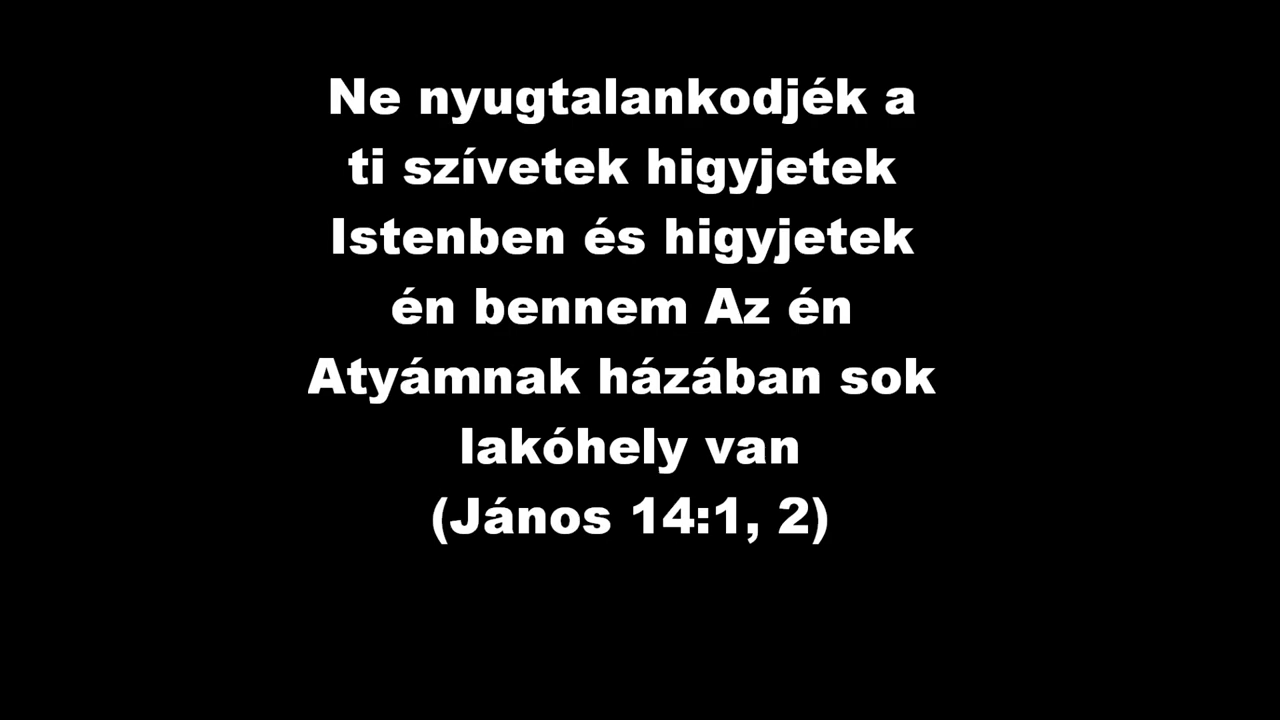 Ne nyugtalankodjék a
ti szívetek higyjetek
Istenben és higyjetek
én bennem Az én
Atyámnak házában sok
lakóhely van
(János 14:1, 2)